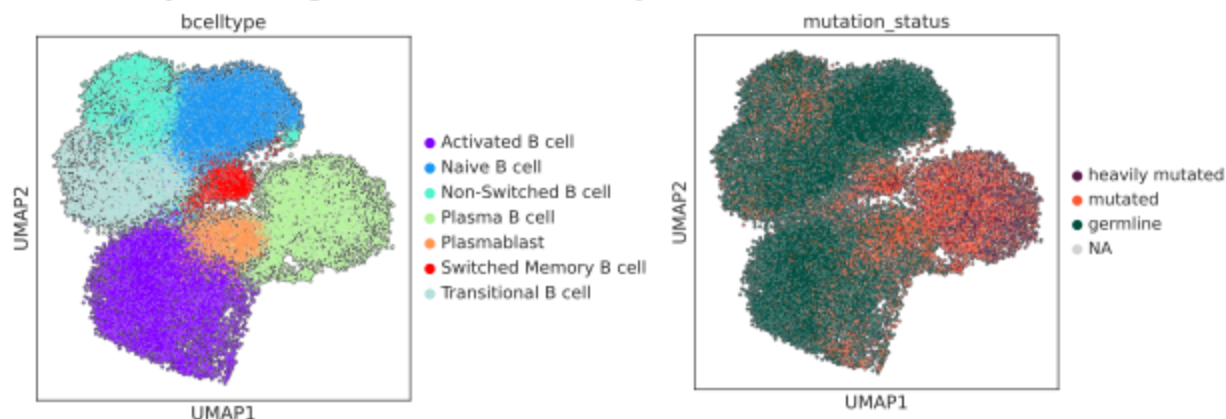 bcelltype
Activated B cell
Naive B cell
Non-Switched B cell
Plasma B cell
Plasmablast
Switched Memory B cell
Transitional B cell
UMAP2
UMAP1
mutation_status
heavily mutated
mutated
germline
NA
UMAP2
UMAP1